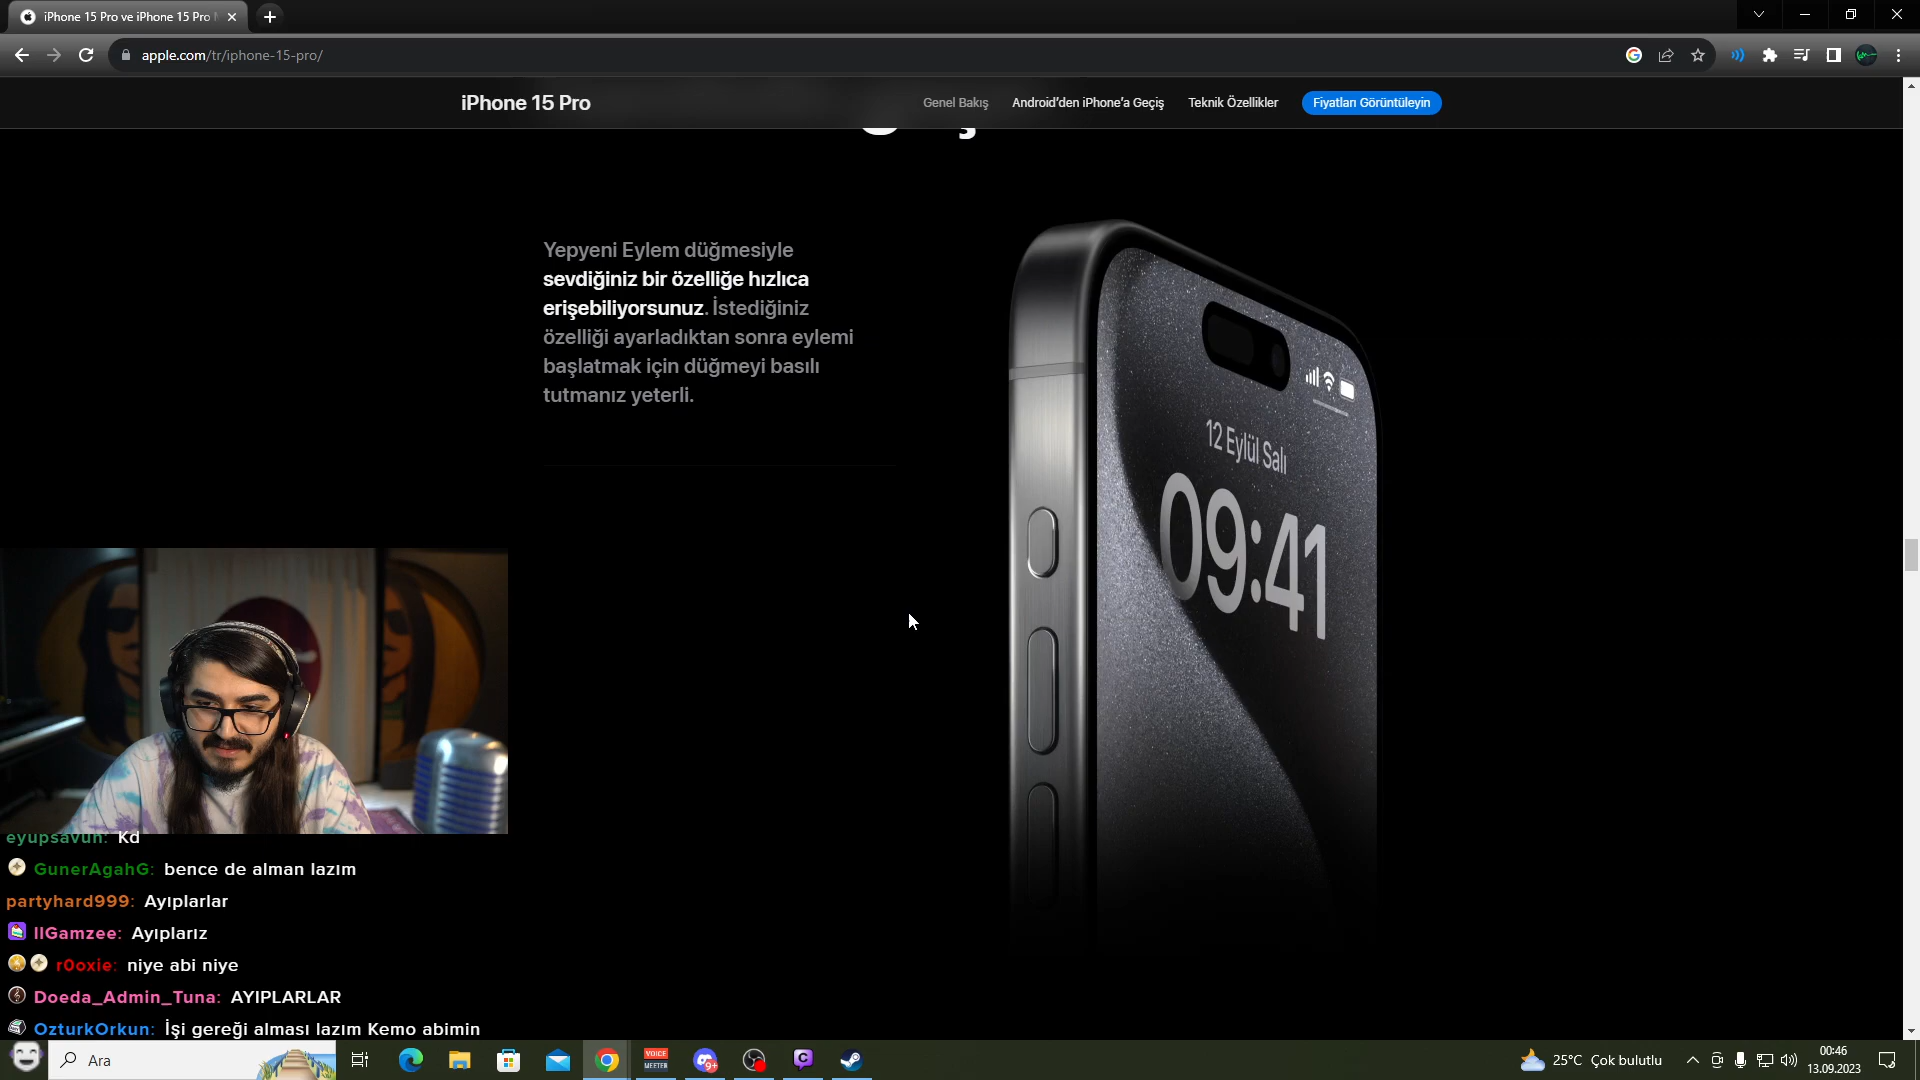 iPhone 15 Pro ve iPhone 15 Pro
apple.com/tr/iphone-15-pro/
iPhone 15 Pro
Genel Bakış
Android'den iPhone'a Geçiş
Teknik Özellikler
Fiyatları Görüntüleyin
Yepyeni Eylem düğmesiyle
sevdiğiniz bir özelliğe hızlıca
erişebiliyorsunuz. İstediğiniz
özelliği ayarladıktan sonra eylemi
başlatmak için düğmeyi basılı
tutmanız yeterli.
12 Eylül Salı
09:41
eyupsavun: Kd
GunerAgahG: bence de alman lazım
partyhard999: Ayıplarlar
llGamzee: Ayıplarız
r0oxie: niye abi niye
Doeda_Admin_Tuna: AYIPLARLAR
OzturkOrkun: İşi gereği alması lazım Kemo abimin
Ara
VOICE
MEETER
9+
25°C Çok bulutlu
00:46
13.09.2023